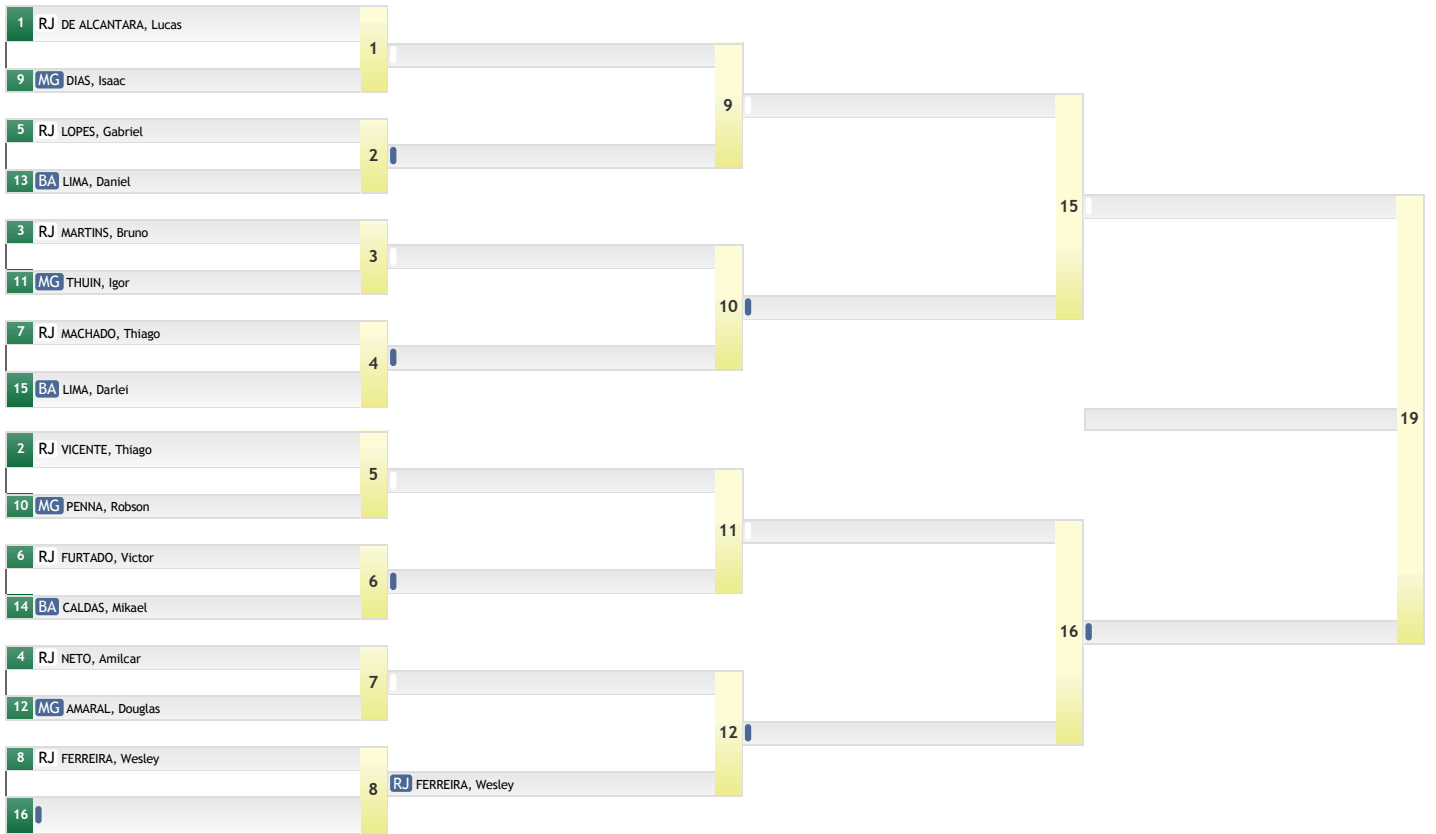 1 RJ DE ALCANTARA, Lucas
1
9 MG DIAS, Isaac
9
5 RJ LOPES, Gabriel
2
13 BA LIMA, Daniel
15
3 RJ MARTINS, Bruno
3
11 MG THUIN, Igor
10
7 RJ MACHADO, Thiago
4
15 BA LIMA, Darlei
19
2 RJ VICENTE, Thiago
5
10 MG PENNA, Robson
11
6 RJ FURTADO, Victor
6
14 BA CALDAS, Mikael
16
4 RJ NETO, Amilcar
7
12 MG AMARAL, Douglas
12
8 RJ FERREIRA, Wesley
8 RJ FERREIRA, Wesley
16